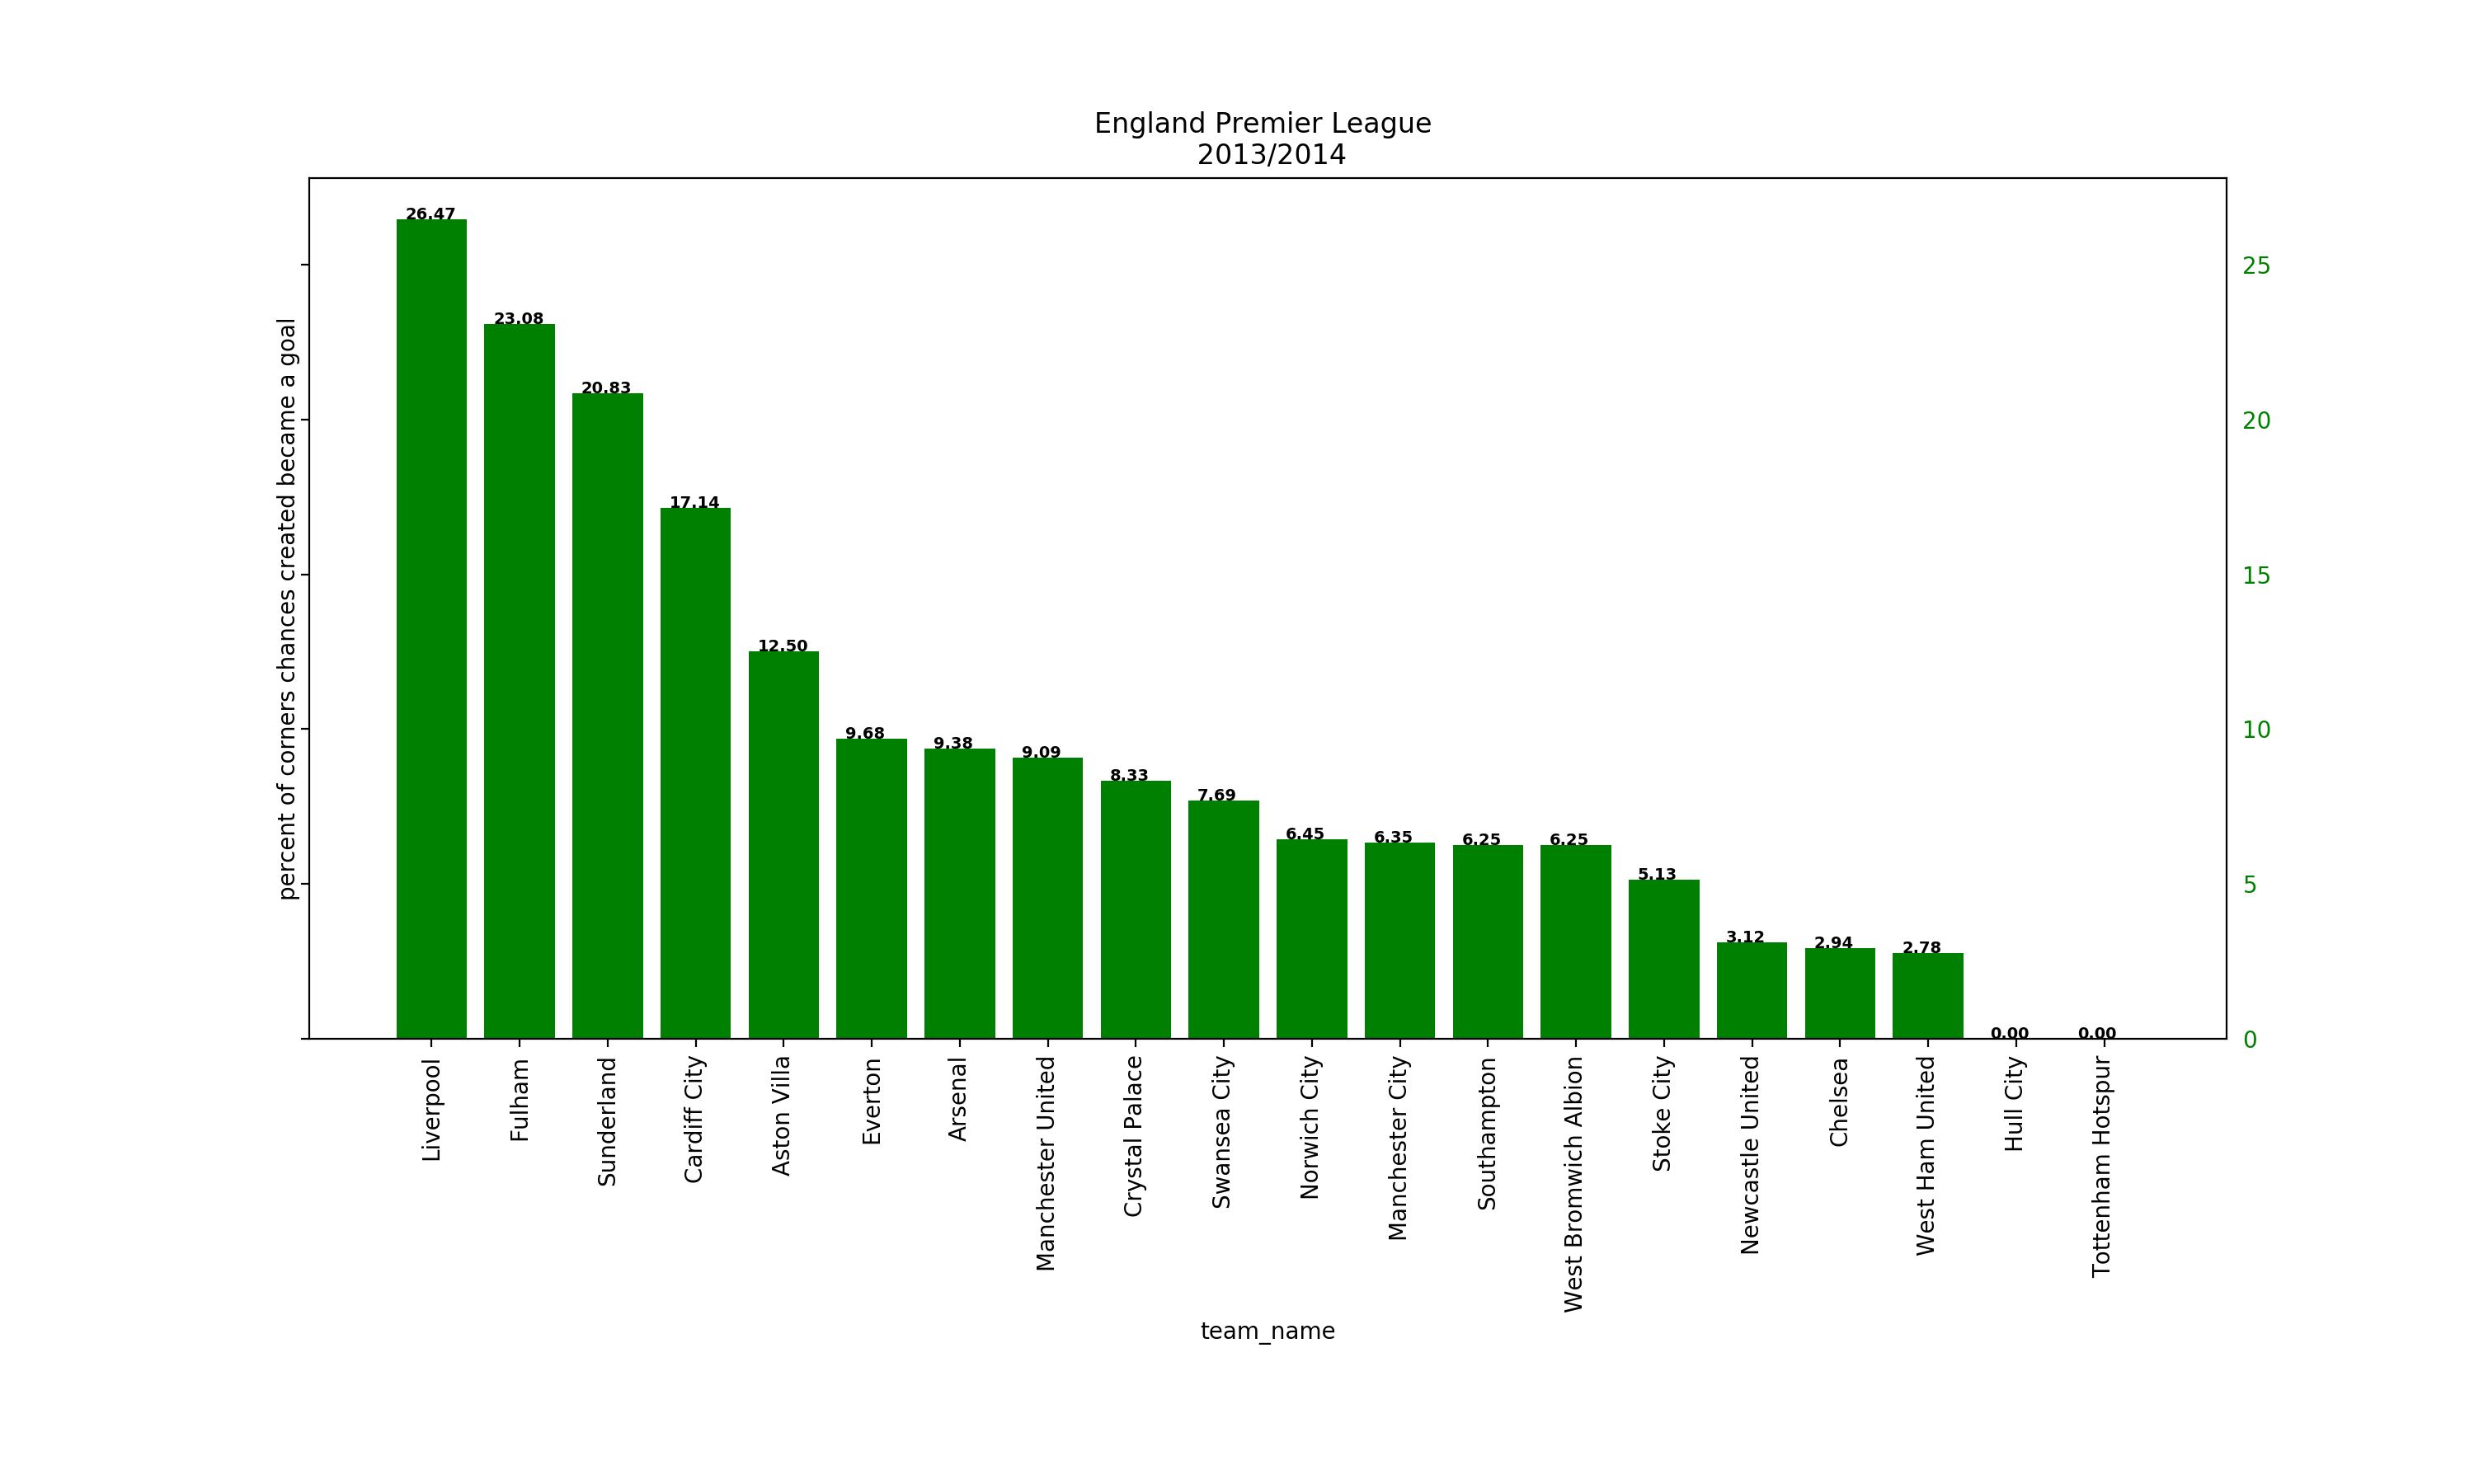 England Premier League
2013/2014
percent of corners chances created became a goal
26.47
23.08
20.83
17.14
12.50
9.68
9.38
9.09
8.33
7.69
6.45
6.35
6.25
6.25
5.13
3.12
2.94
2.78
0.00
0.00
25
20
15
10
5
0
Liverpool
Fulham
Sunderland
Cardiff City
Aston Villa
Everton
Arsenal
Manchester United
Crystal Palace
Swansea City
Norwich City
Manchester City
Southampton
West Bromwich Albion
Stoke City
Newcastle United
Chelsea
West Ham United
Hull City
Tottenham Hotspur
team_name